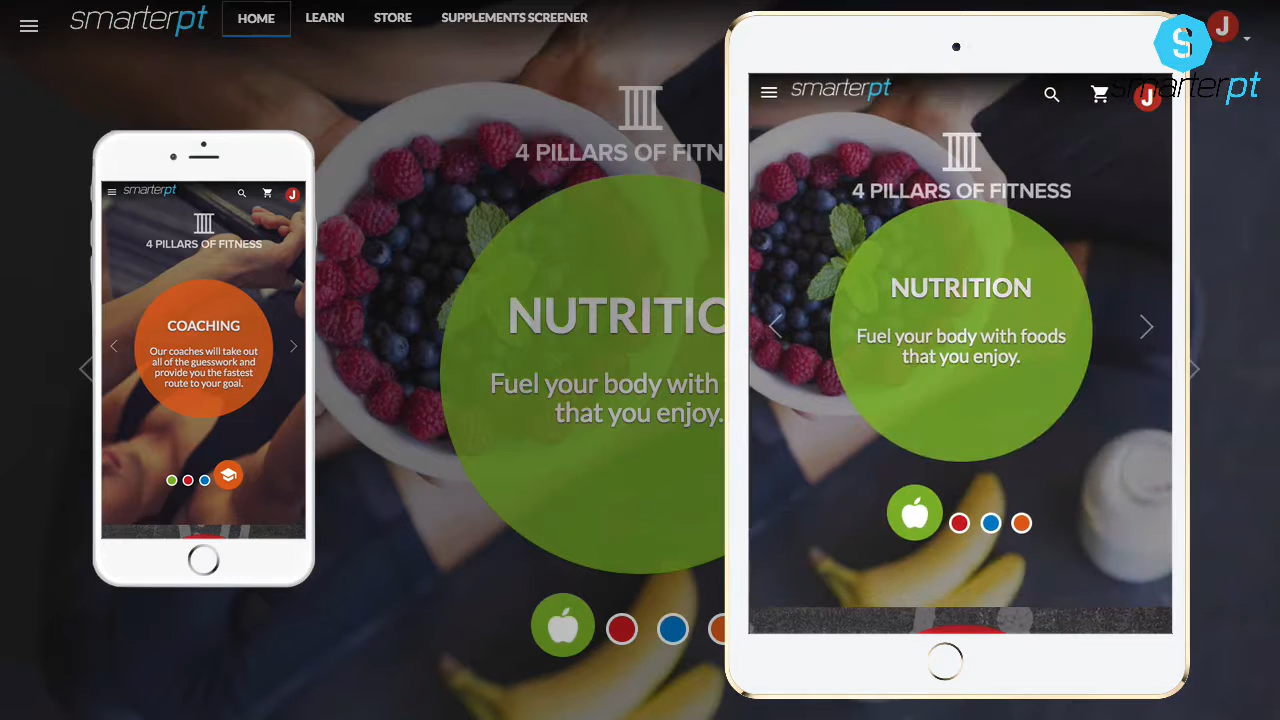 smarterpt
HOME
LEARN
STORE
SUPPLEMENTS SCREENER
J
S
smarterpt
4 PILLARS OF FITN
NUTRITIO
Fuel your body with
that you enjoy.
smarterpt
J
4 PILLARS OF FITNESS
COACHING
Our coaches will take out
all of the guesswork and
provide you the fastest
route to your goal.
smarterpt
J
4 PILLARS OF FITNESS
NUTRITION
Fuel your body with foods
that you enjoy.